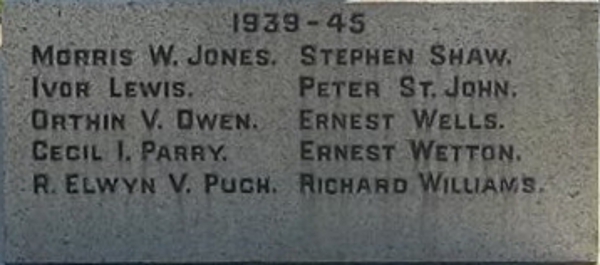 1939-45
MORRIS W. JONES. STEPHEN SHAW.
IVOR LEWIS. PETER ST. JOHN.
ORTHIN V. OWEN. ERNEST WELLS.
CECIL I. PARRY. ERNEST WETTON.
R. ELWYN V. PUGH. RICHARD WILLIAMS.